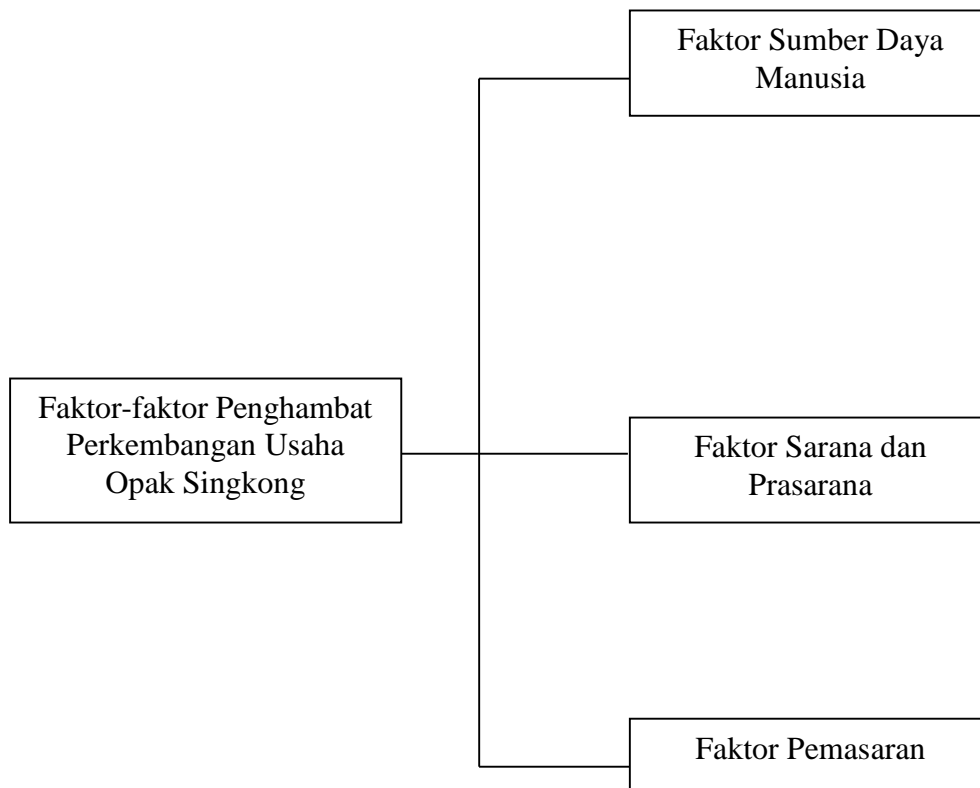 Faktor Sumber Daya
Manusia
Faktor-faktor Penghambat
Perkembangan Usaha
Opak Singkong
Faktor Sarana dan
Prasarana
Faktor Pemasaran